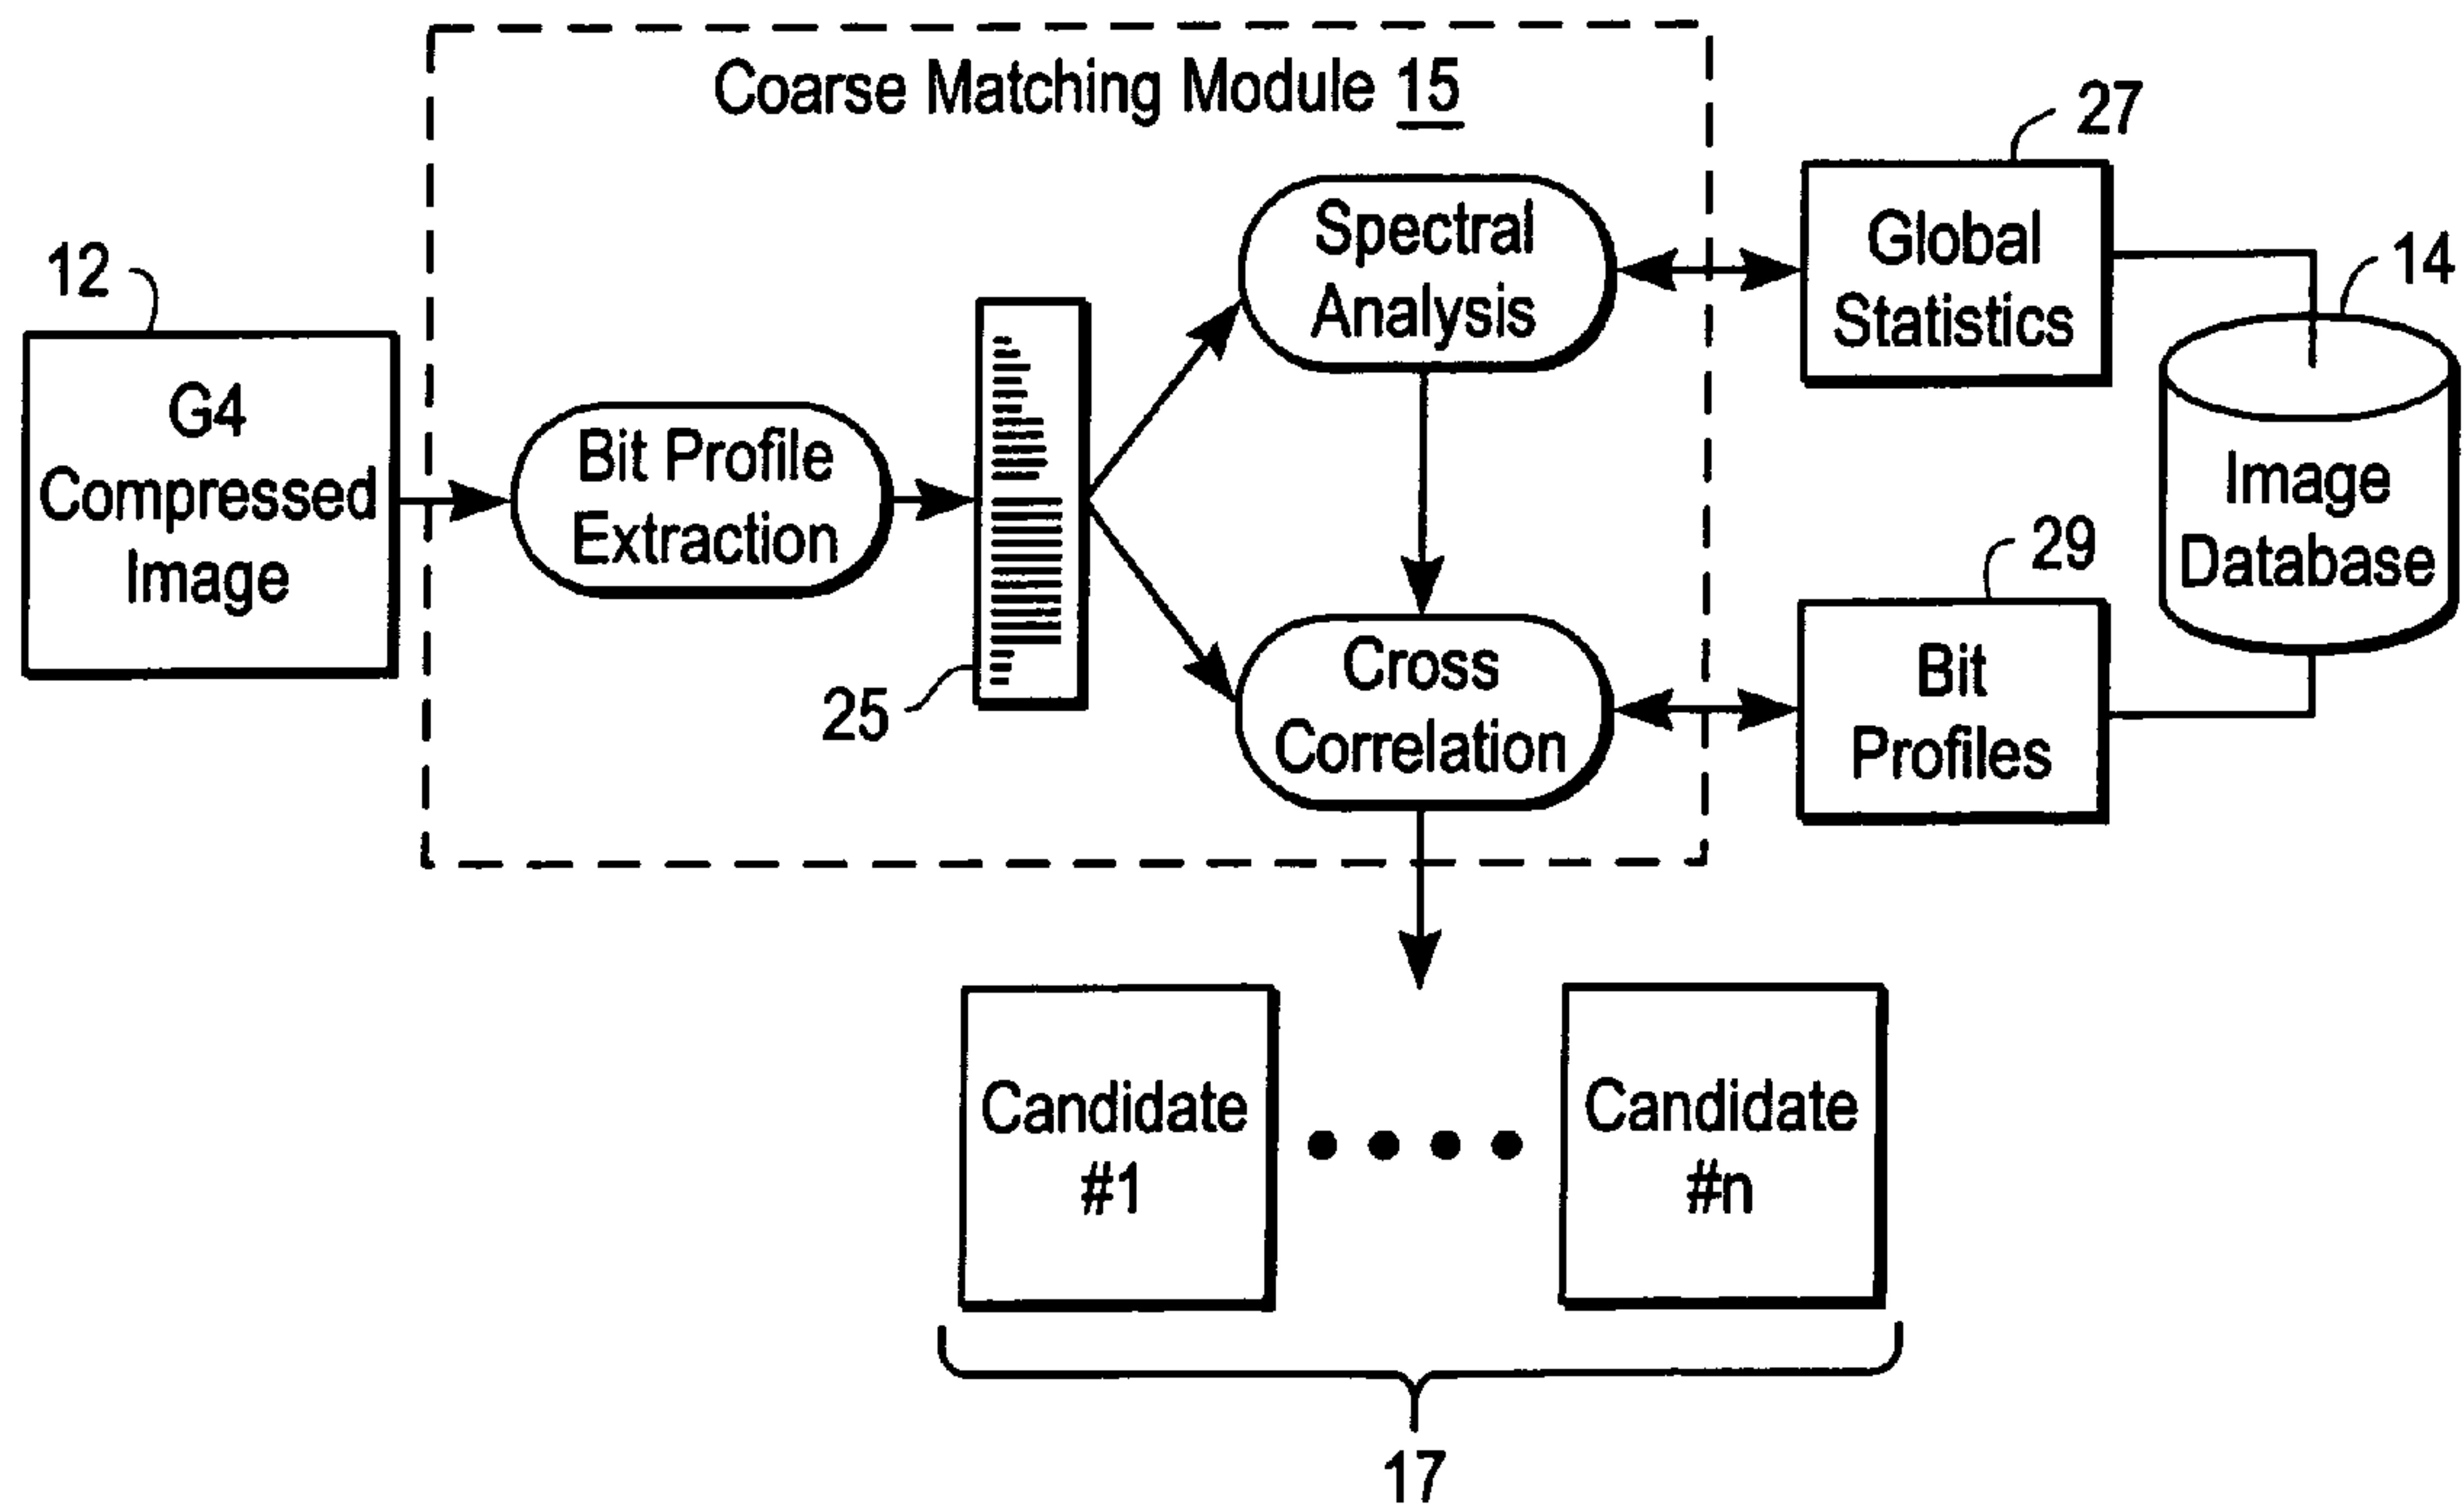 Coarse Matching Module 15
27
Spectral
Analysis
Global
Statistics
14
12
G4
Compressed
Image
Bit Profile
Extraction
Image
Database
29
25
Cross
Correlation
Bit
Profiles
Candidate
#1
Candidate
#n
17